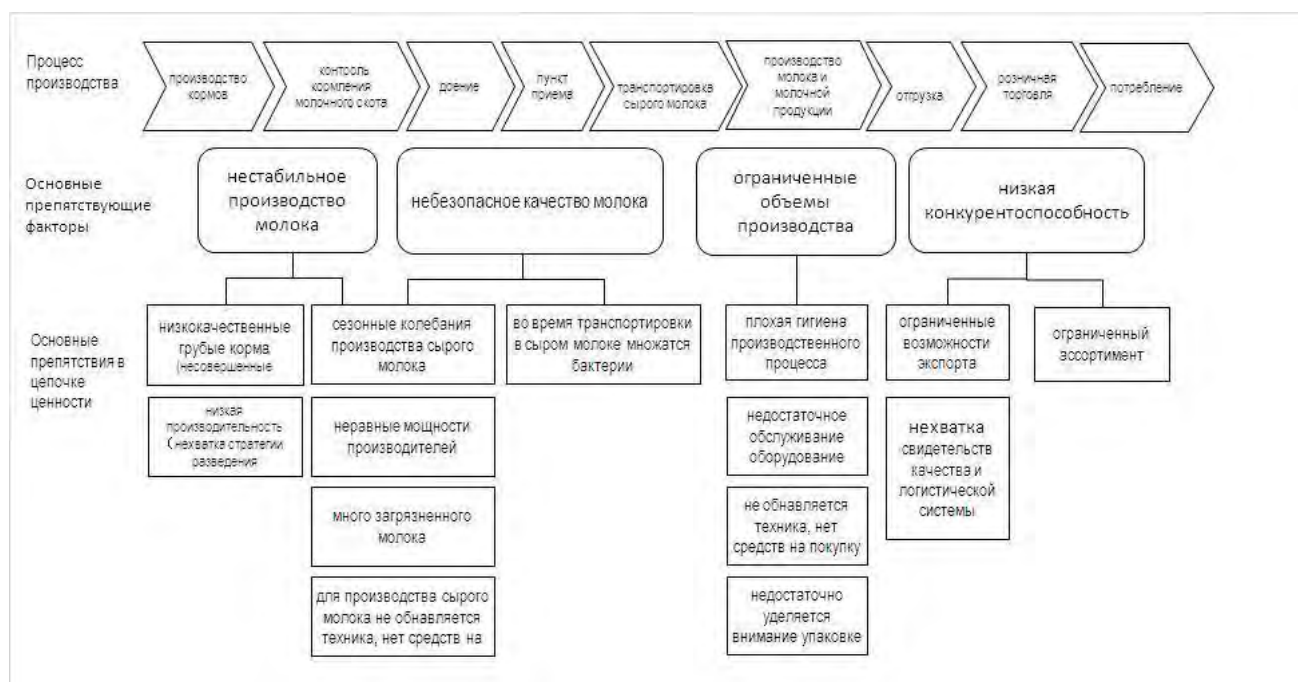 Процесс
производства
производство
кормов
контроль
кормления
молочного скота
доение
пункт
приема
транспортировка
сырого молока
производство
молока и
молочной
продукции
отгрузка
розничная
торговля
потребление
Основные
препятствующие
факторы
нестабильное
производство
молока
небезопасное качество молока
ограниченные
объемы
производства
низкая
конкурентоспособность
Основные
препятствия в
цепочке
ценности
низкокачественные
грубые корма
(несовершенные
сезонные колебания
производства сырого
молока
во время транспортировки
в сыром молоке множатся
бактерии
плохая гигиена
производственного
процесса
ограниченные
возможности
экспорта
ограниченный
ассортимент
низкая
производительность
(нехватка стратегии
разведения
неравные мощности
производителей
недостаточное
обслуживание
оборудование
нехватка
свидетельств
качества и
логистической
системы
много загрязненного
молока
не обнавляется
техника, нет
средств на покупку
для производства сырого
молока не обнавляется
техника, нет средств на
недостаточно
уделяется
внимание упаковке